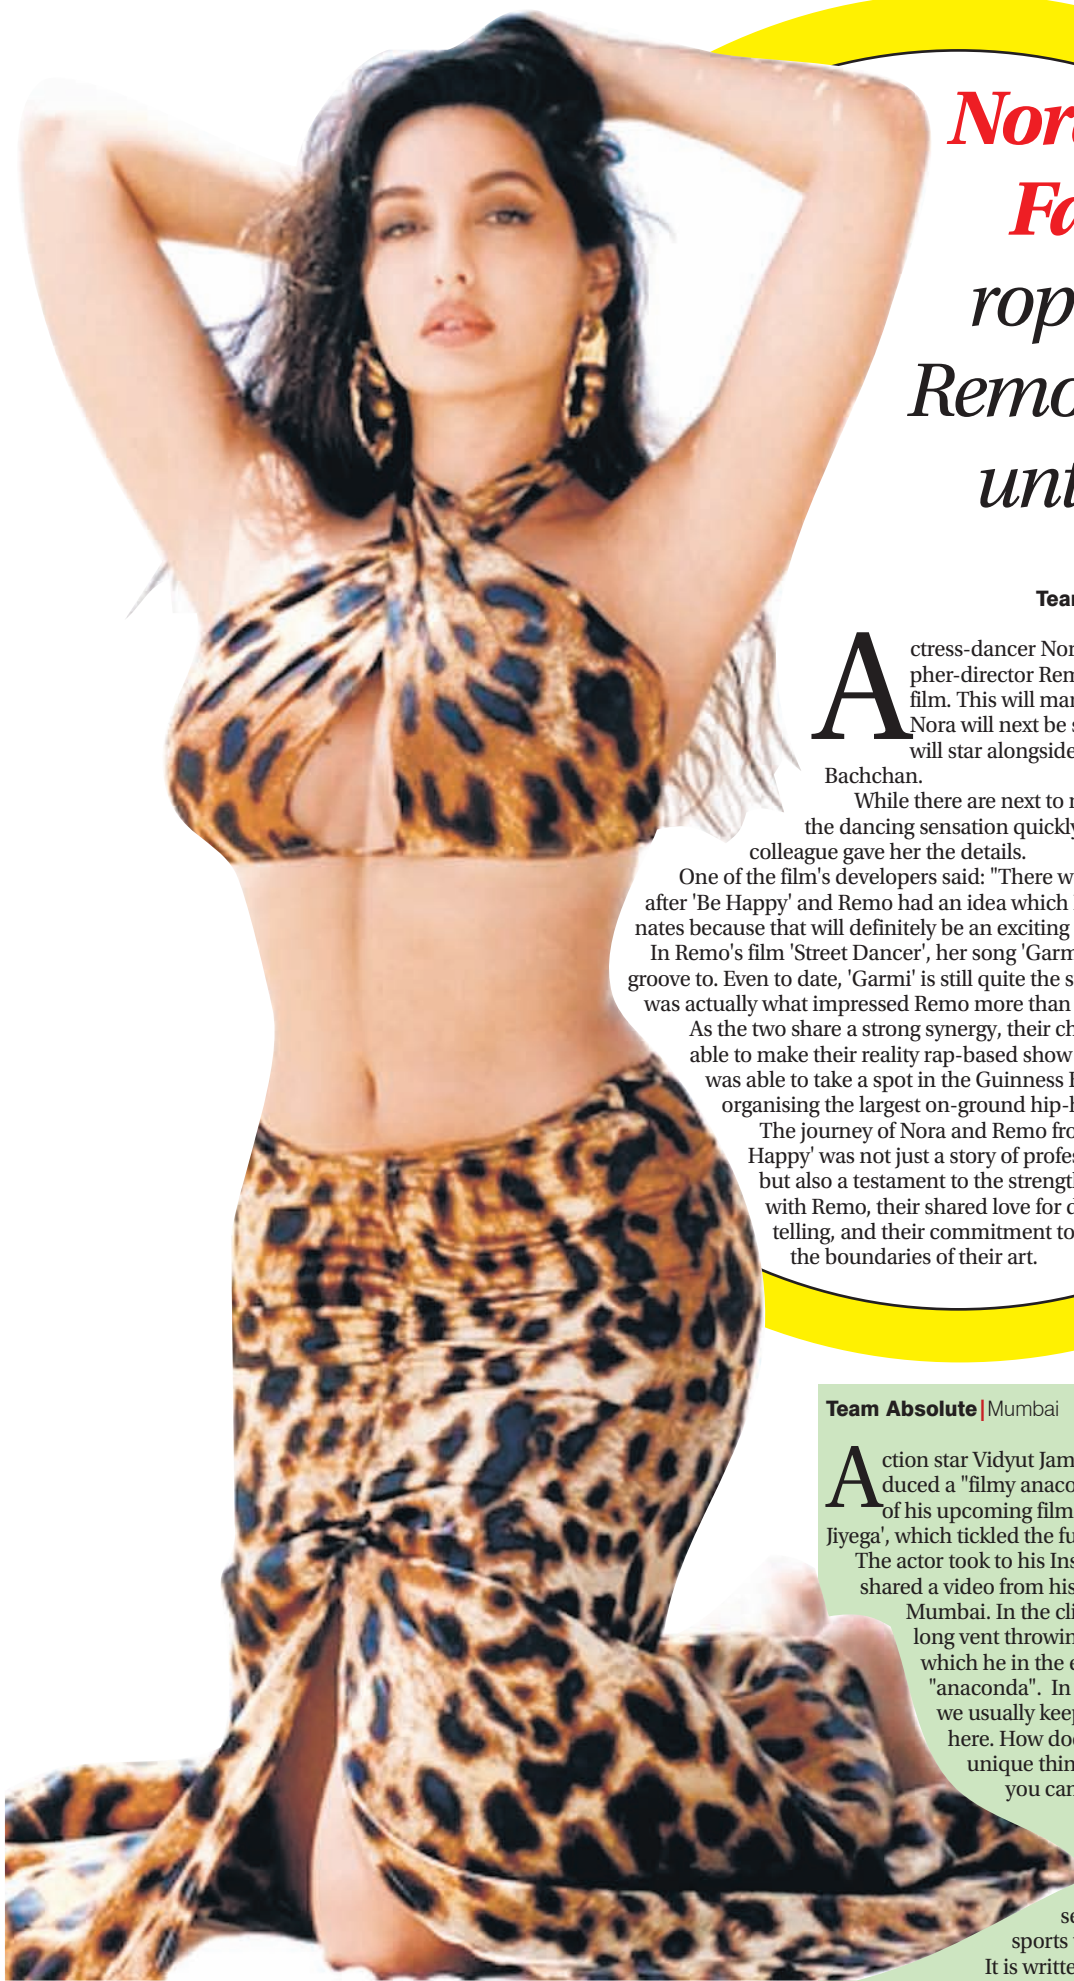 Nora
Fa
rop
Remo
unt
Tear
Actress-dancer Nor
pher-director Rem
film. This will mar
Nora will next be s
will star alongside
Bachchan.
While there are next to n
the dancing sensation quickly
colleague gave her the details.
One of the film's developers said: "There w
after 'Be Happy' and Remo had an idea which
nates because that will definitely be an exciting
In Remo's film 'Street Dancer', her song 'Garm
groove to. Even to date, 'Garmi' is still quite the s
was actually what impressed Remo more than
As the two share a strong synergy, their ch
able to make their reality rap-based show
was able to take a spot in the Guinness B
organising the largest on-ground hip-h
The journey of Nora and Remo fro
Happy' was not just a story of profes
but also a testament to the strengt
with Remo, their shared love for d
telling, and their commitment to
the boundaries of their art.
Team Absolute|Mumbai
Action star Vidyut Jam
duced a "filmy anaco
of his upcoming film
Jiyega', which tickled the fu
The actor took to his Ins
shared a video from his
Mumbai. In the cli
long vent throwin
which he in the e
"anaconda". In
we usually keep
here. How doe
unique thin
you can
se
sports
It is writte